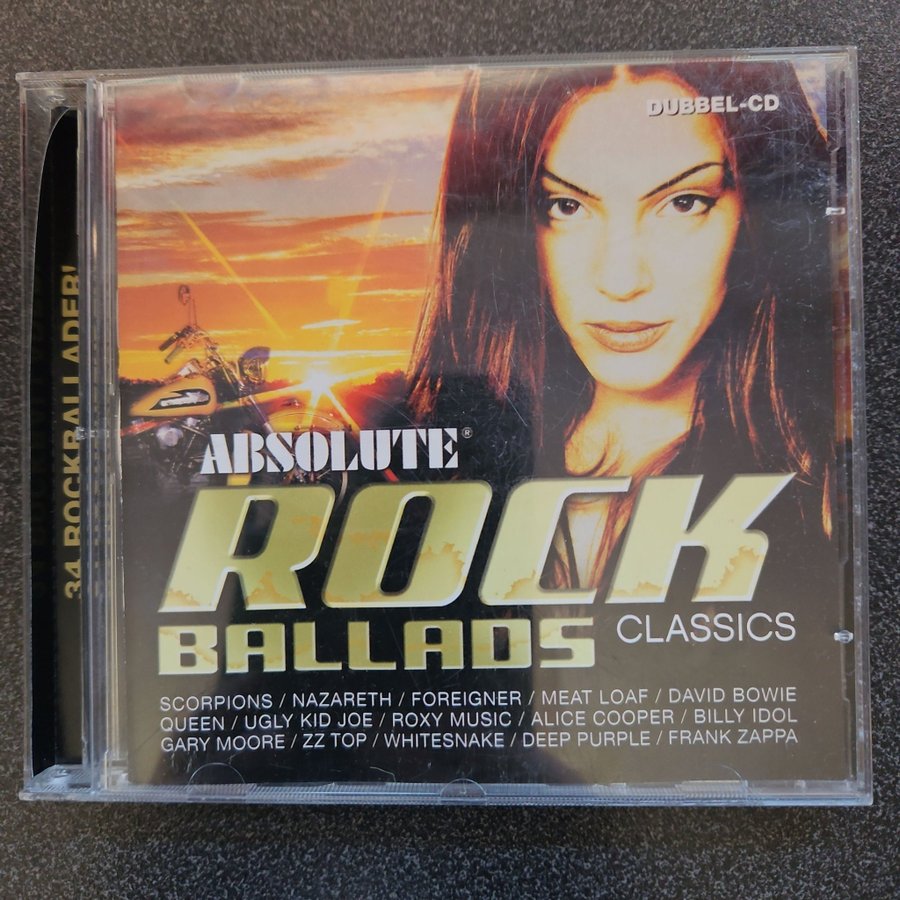 DUBBEL-CD
34 ROCKBALLADER!
ABSOLUTE®
ROCK
BALLADS
CLASSICS
SCORPIONS / NAZARETH / FOREIGNER / MEAT LOAF / DAVID BOWIE
QUEEN / UGLY KID JOE / ROXY MUSIC / ALICE COOPER / BILLY IDOL
GARY MOORE / ZZ TOP / WHITESNAKE / DEEP PURPLE / FRANK ZAPPA